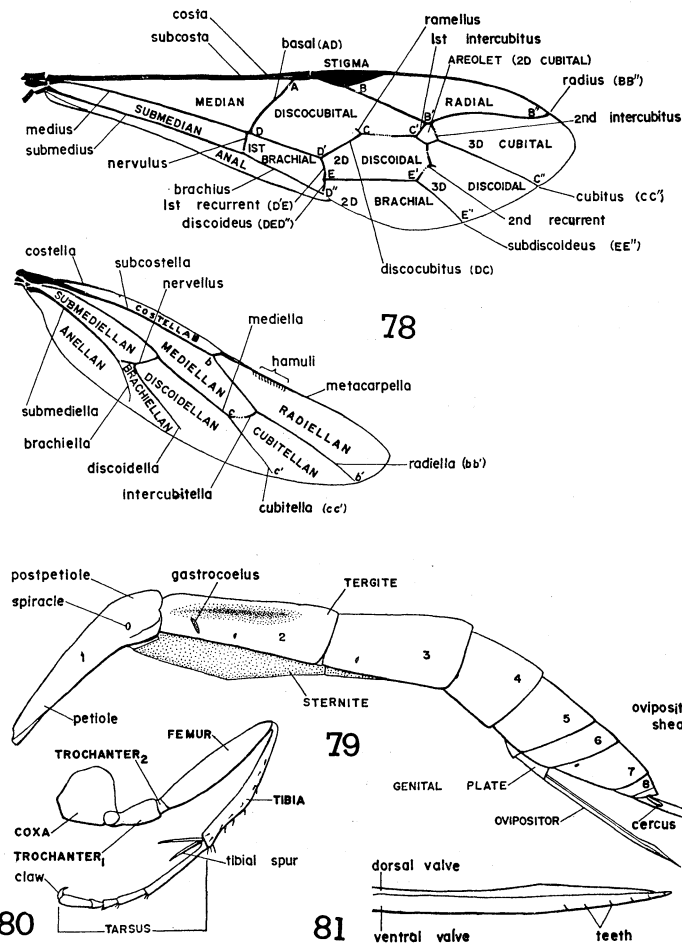 costa
ramellus
subcosta
1st intercubitus
basal (AD)
STIGMA
AREOLET (2D CUBITAL)
radius (BB")
A
B
MEDIAN
DISCOCUBITAL
B'
RADIAL
B"
2nd intercubitus
medius
SUBMEDIAN
D
C
C'
submedius
1ST
BRACHIAL
D'
2D
DISCOIDAL
3D CUBITAL
nervulus
ANAL
E
E'
3D
DISCOIDAL
C"
brachius
D"
2D
BRACHIAL
E"
cubitus (CC")
1st recurrent (D'E)
2nd recurrent
discoideus (DED")
subdiscoideus (EE")
discocubitus (DC)
costella
subcostella
nervellus
78
COSTELLAN
mediella
SUBMEDIELLAN
MEDIELLAN
b
hamuli
metacarpella
ANELLAN
BRACHIELLAN
DISCOIDELLAN
RADIELLAN
submediella
c
CUBITELLAN
brachiella
discoidella
c'
b'
radiella (bb')
intercubitella
cubitella (cc')
postpetiole
gastrocoelus
TERGITE
spiracle
1
2
3
4
petiole
STERNITE
79
5
6
7
8
FEMUR
TROCHANTER2
GENITAL PLATE
OVIPOSITOR
cercus
TIBIA
COXA
TROCHANTER1
tibial spur
claw
dorsal valve
80
TARSUS
81
ventral valve
teeth